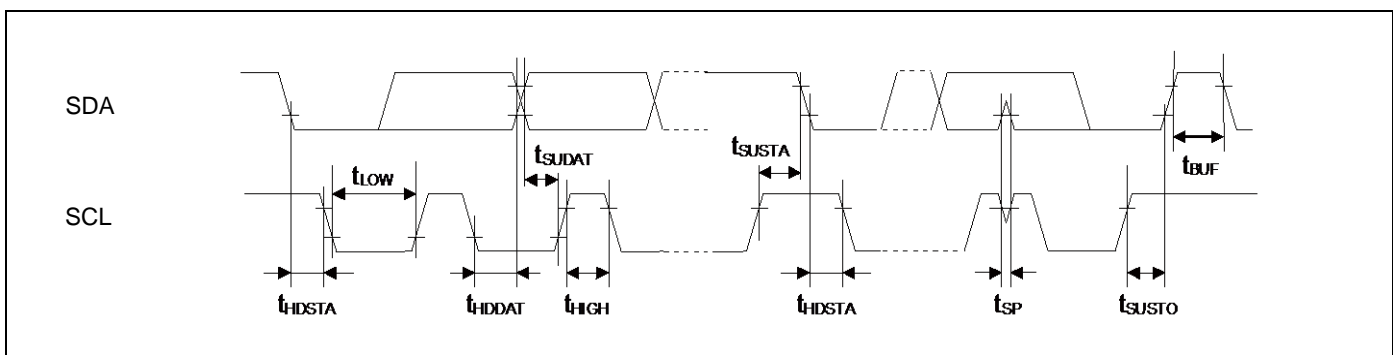 SDA
tSUDAT
tSUSTA
tLOW
tBUF
SCL
tHDSTA
tHDDAT
tHIGH
tHDSTA
tSP
tSUSTO